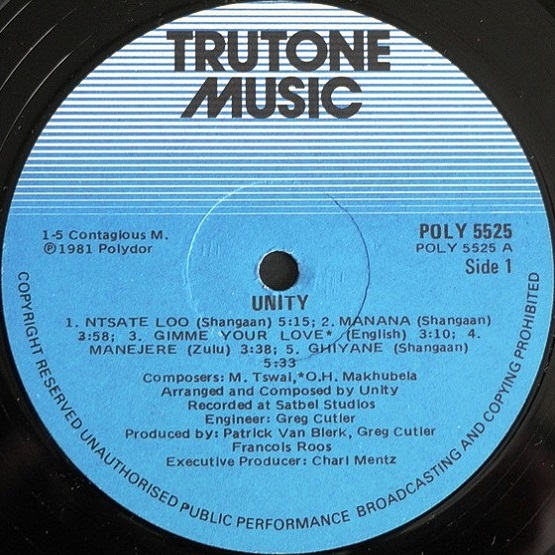 TRUTONE
MUSIC
1-5 Contagious M.
℗1981 Polydor
POLY 5525
POLY 5525 A
Side 1
UNITY
1. NTSATE LOO (Shangaan) 5:15; 2. MANANA (Shangaan)
3:58; 3. GIMME YOUR LOVE* (English) 3:10; 4.
MANEJERE (Zulu) 3:38; 5. GHIYANE (Shangaan)
5:33
Composers: M. Tswai,*O.H. Makhubela
Arranged and Composed by Unity
Recorded at Satbel Studios
Engineer: Greg Cutler
Produced by: Patrick Van Blerk, Greg Cutler
Francois Roos
Executive Producer: Charl Mentz
COPYRIGHT RESERVED UNAUTHORISED PUBLIC PERFORMANCE BROADCASTING AND COPYING PROHIBITED